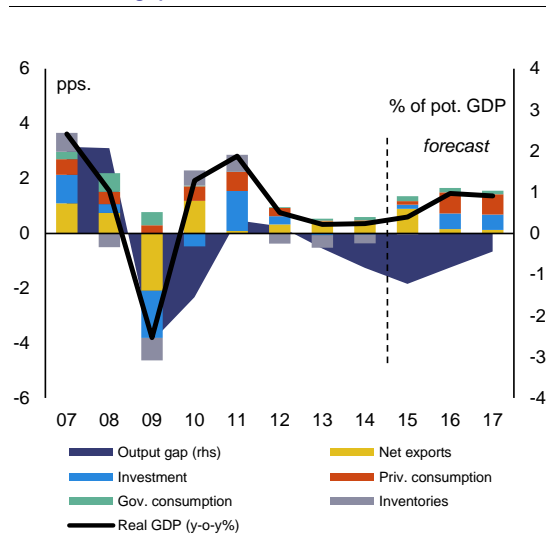 6
4
2
0
-2
-4
-6
pps.
% of pot. GDP
forecast
4
3
2
1
0
-1
-2
-3
-4
07 08 09 10 11 12 13 14 15 16 17
Output gap (rhs) Net exports
Investment Priv. consumption
Gov. consumption Inventories
Real GDP (y-o-y%)